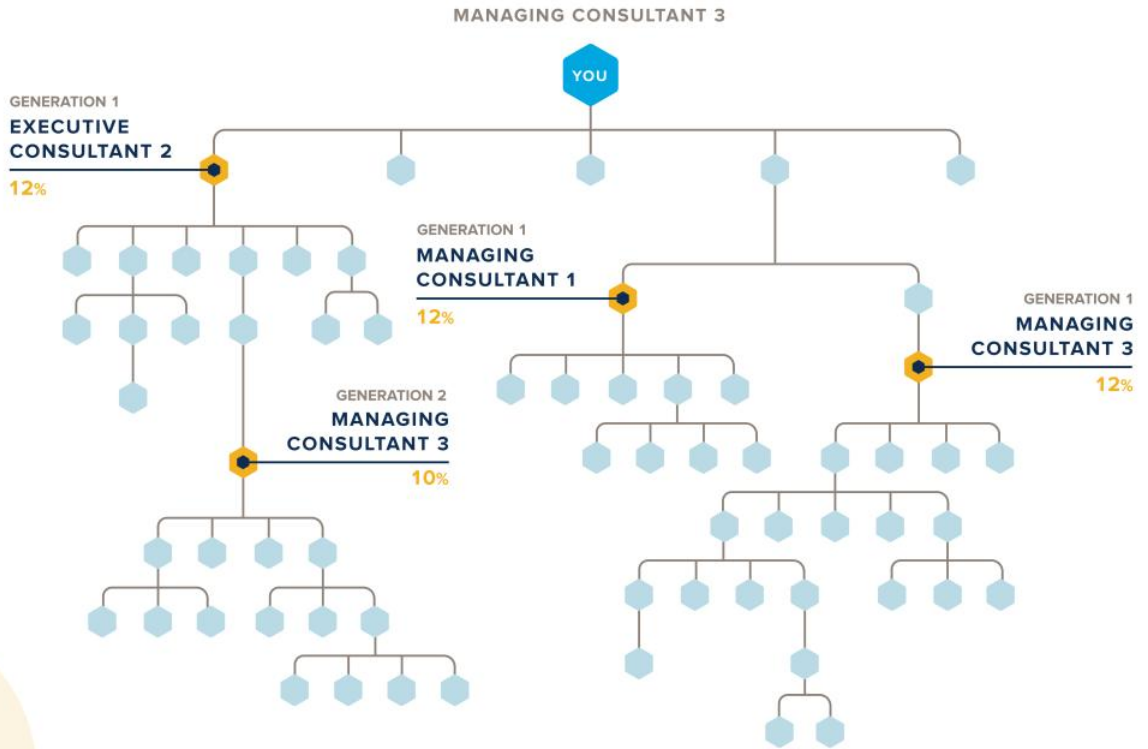 MANAGING CONSULTANT 3
YOU
GENERATION 1
EXECUTIVE
CONSULTANT 2
12%
GENERATION 1
MANAGING
CONSULTANT 1
12%
GENERATION 1
MANAGING
CONSULTANT 3
12%
GENERATION 2
MANAGING
CONSULTANT 3
10%